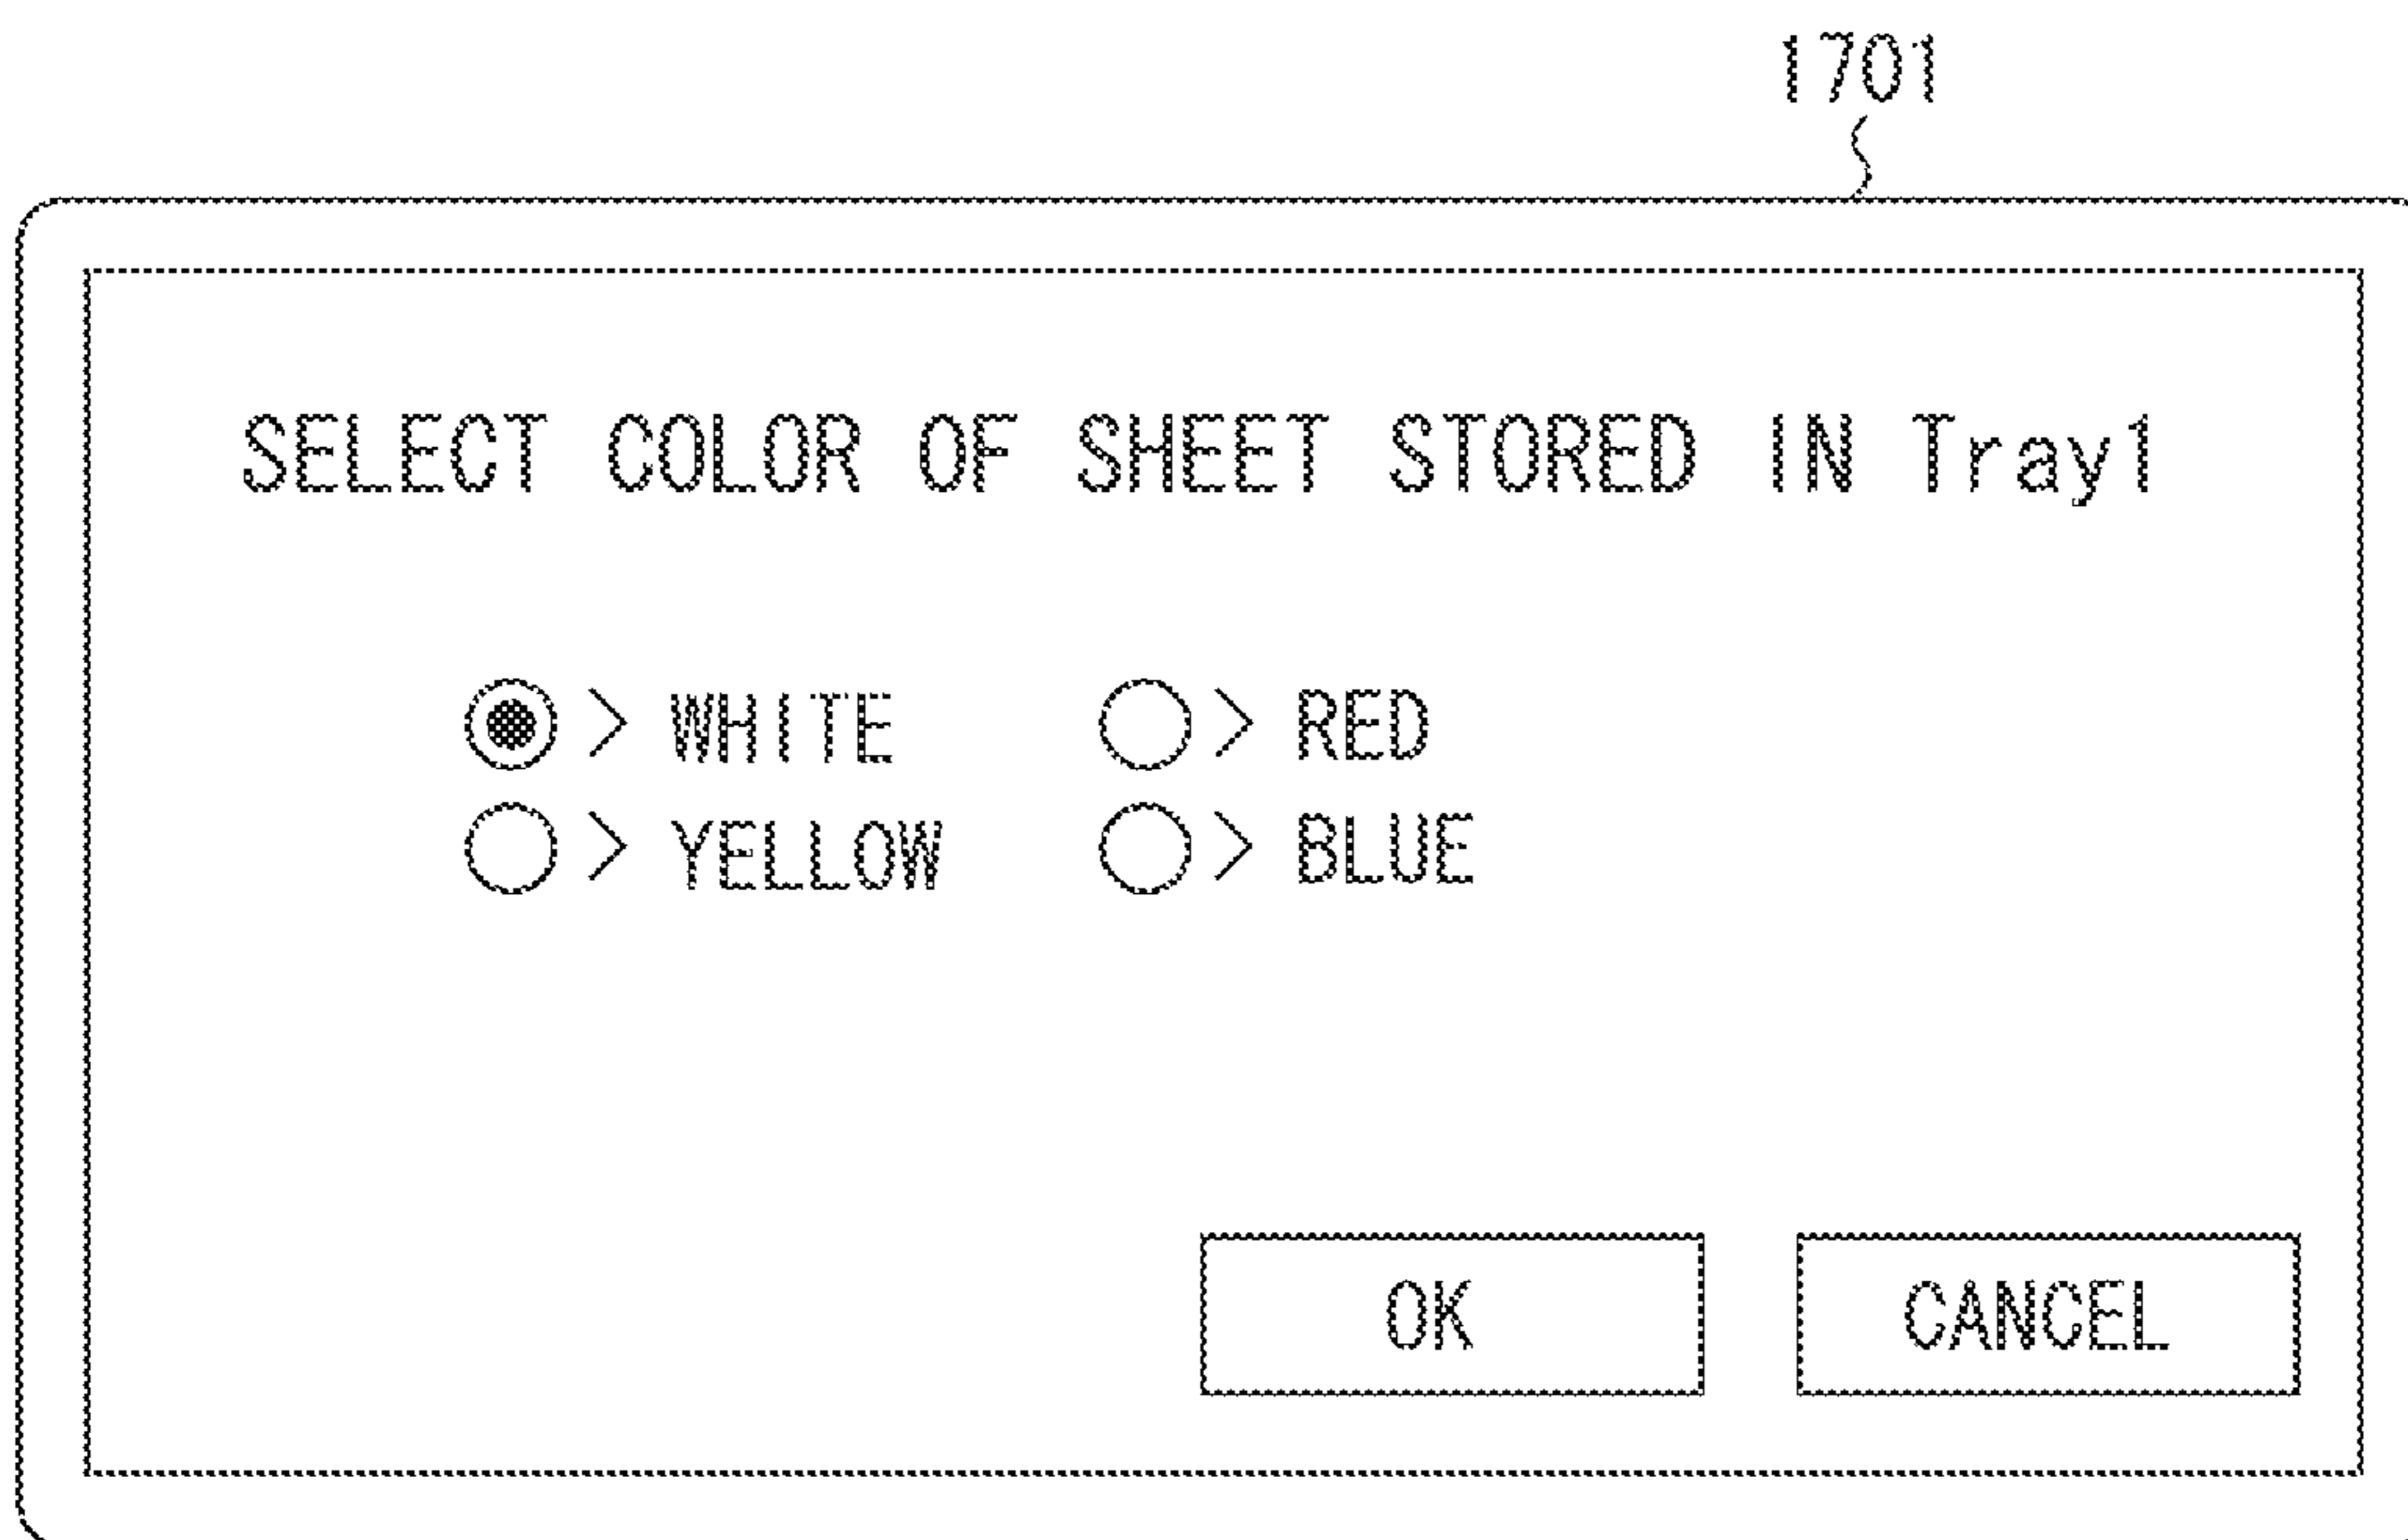 1701
SELECT COLOR OF SHEET STORED IN Tray1
> WHITE > RED
> YELLOW > BLUE
OK CANCEL